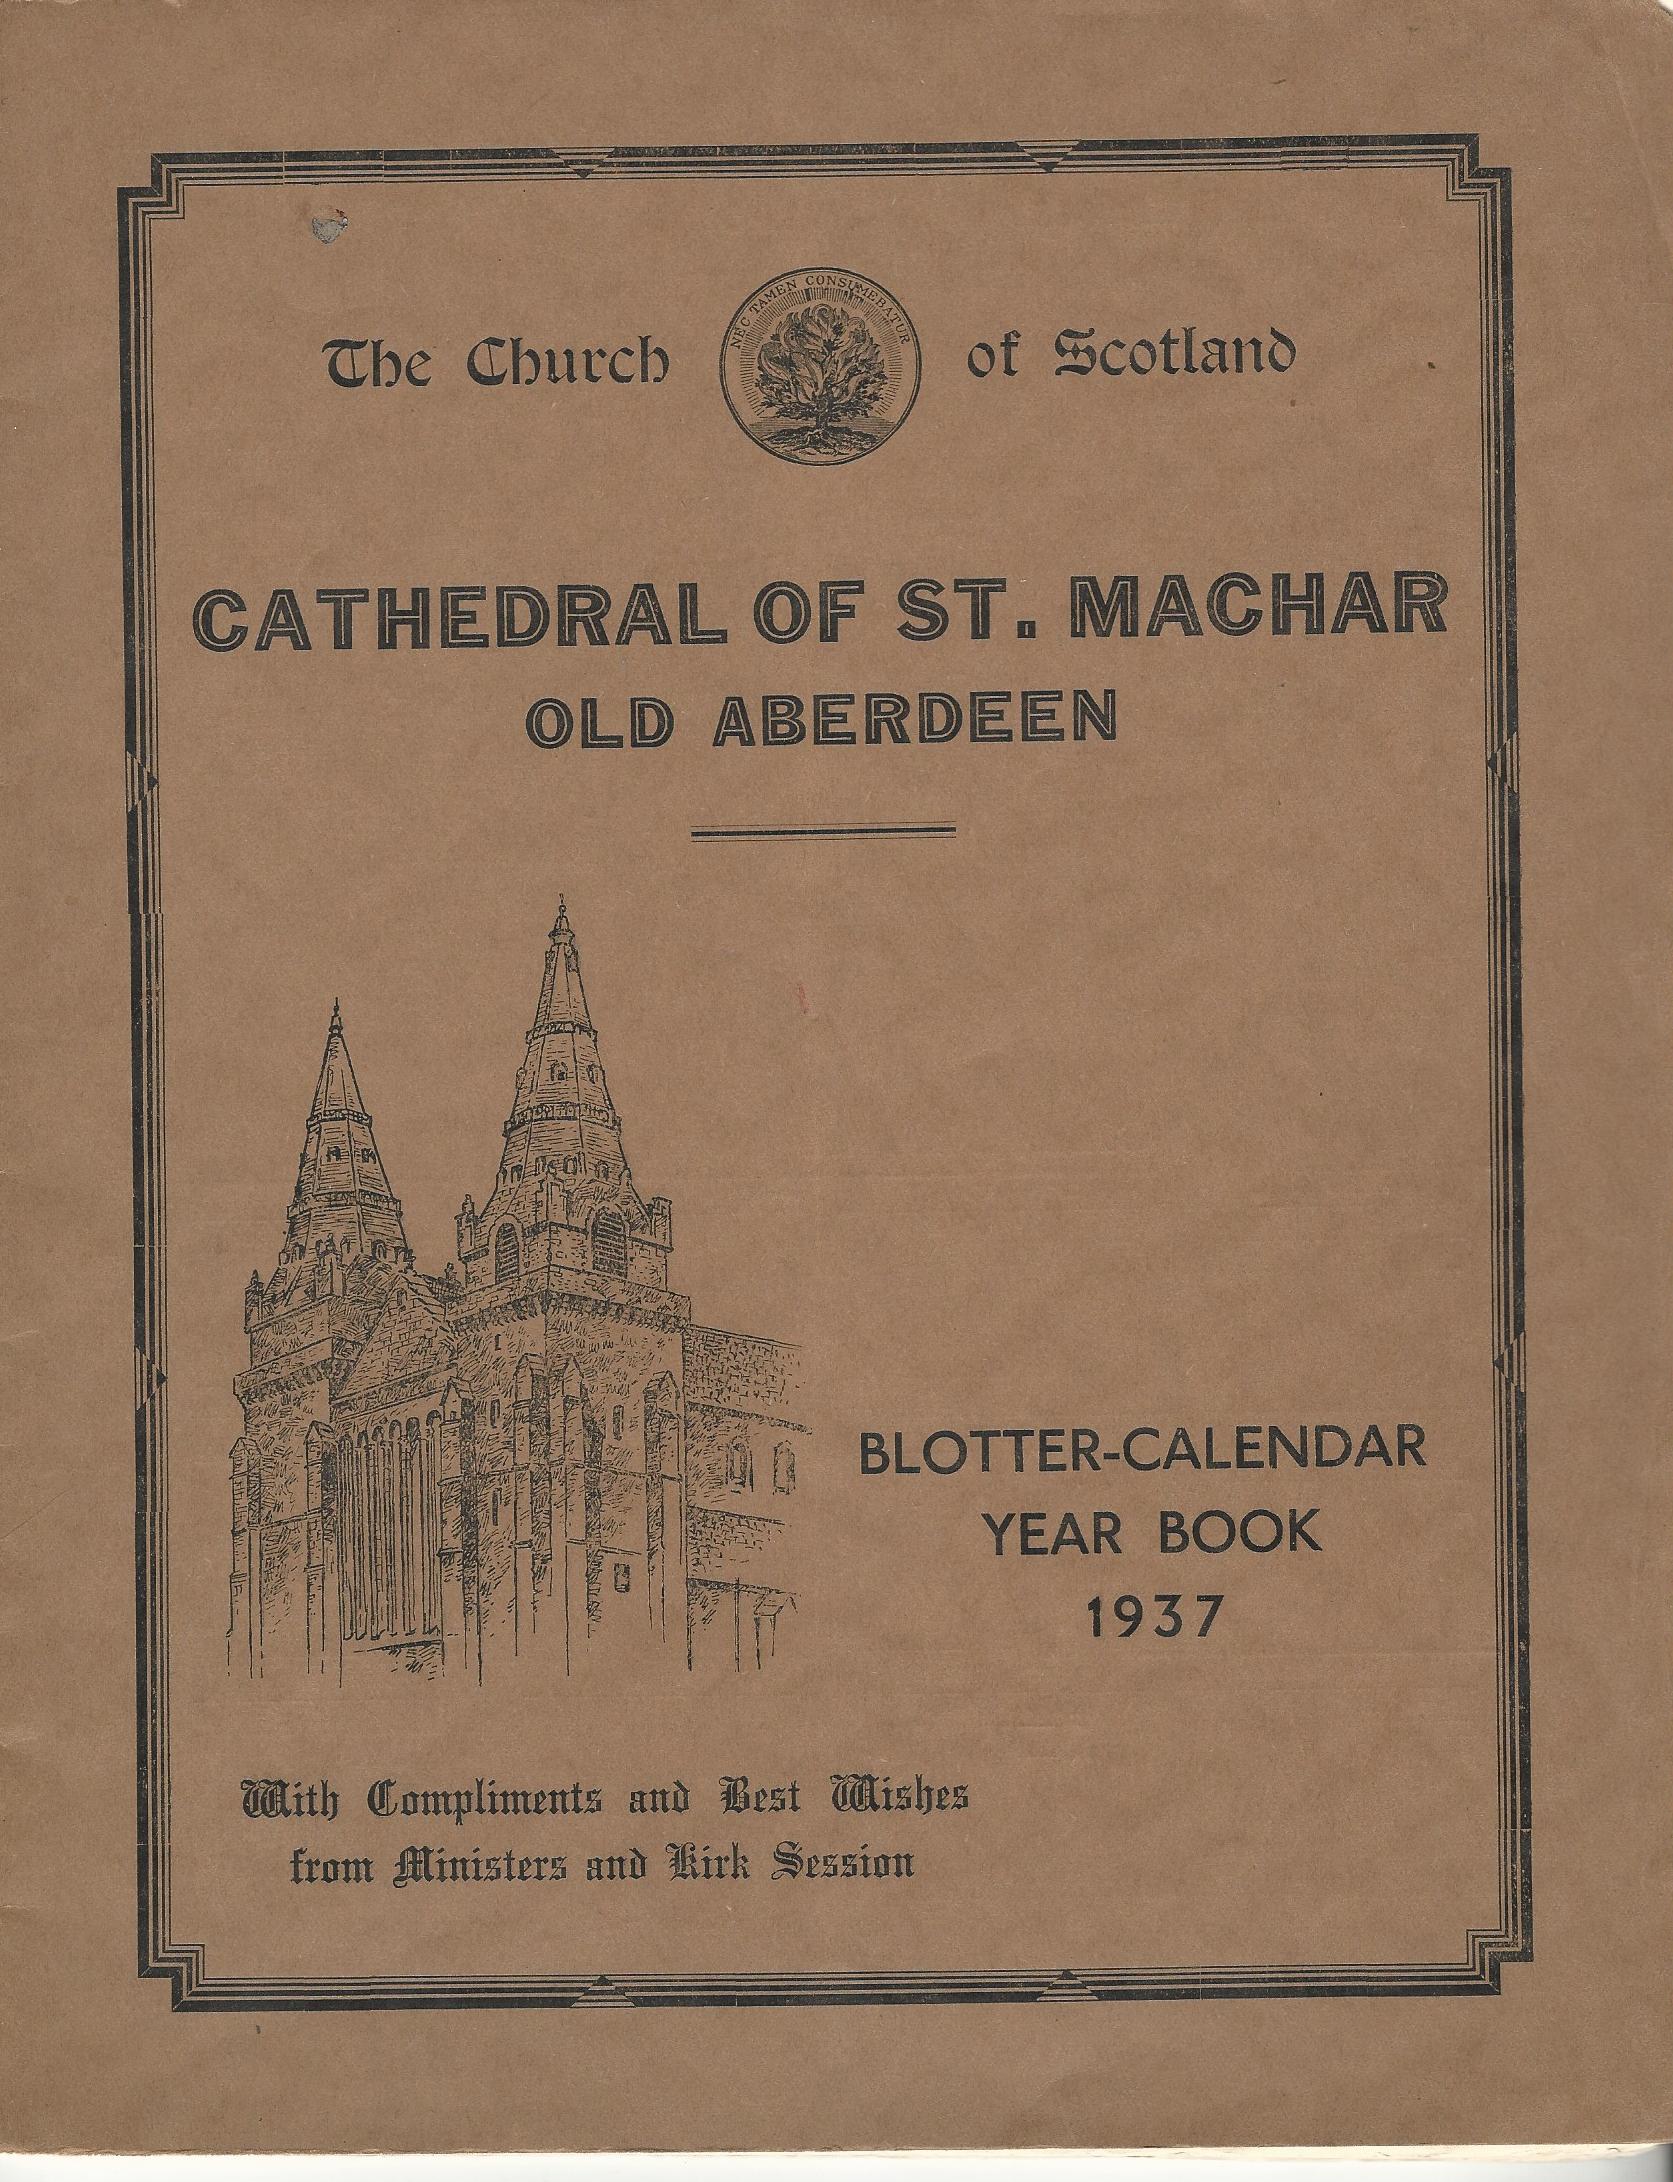 The Church of Scotland
NEC TAMEN CONSUMEBATUR
CATHEDRAL OF ST. MACHAR
OLD ABERDEEN
BLOTTER-CALENDAR
YEAR BOOK
1937
With Compliments and Best Wishes
from Ministers and Kirk Session